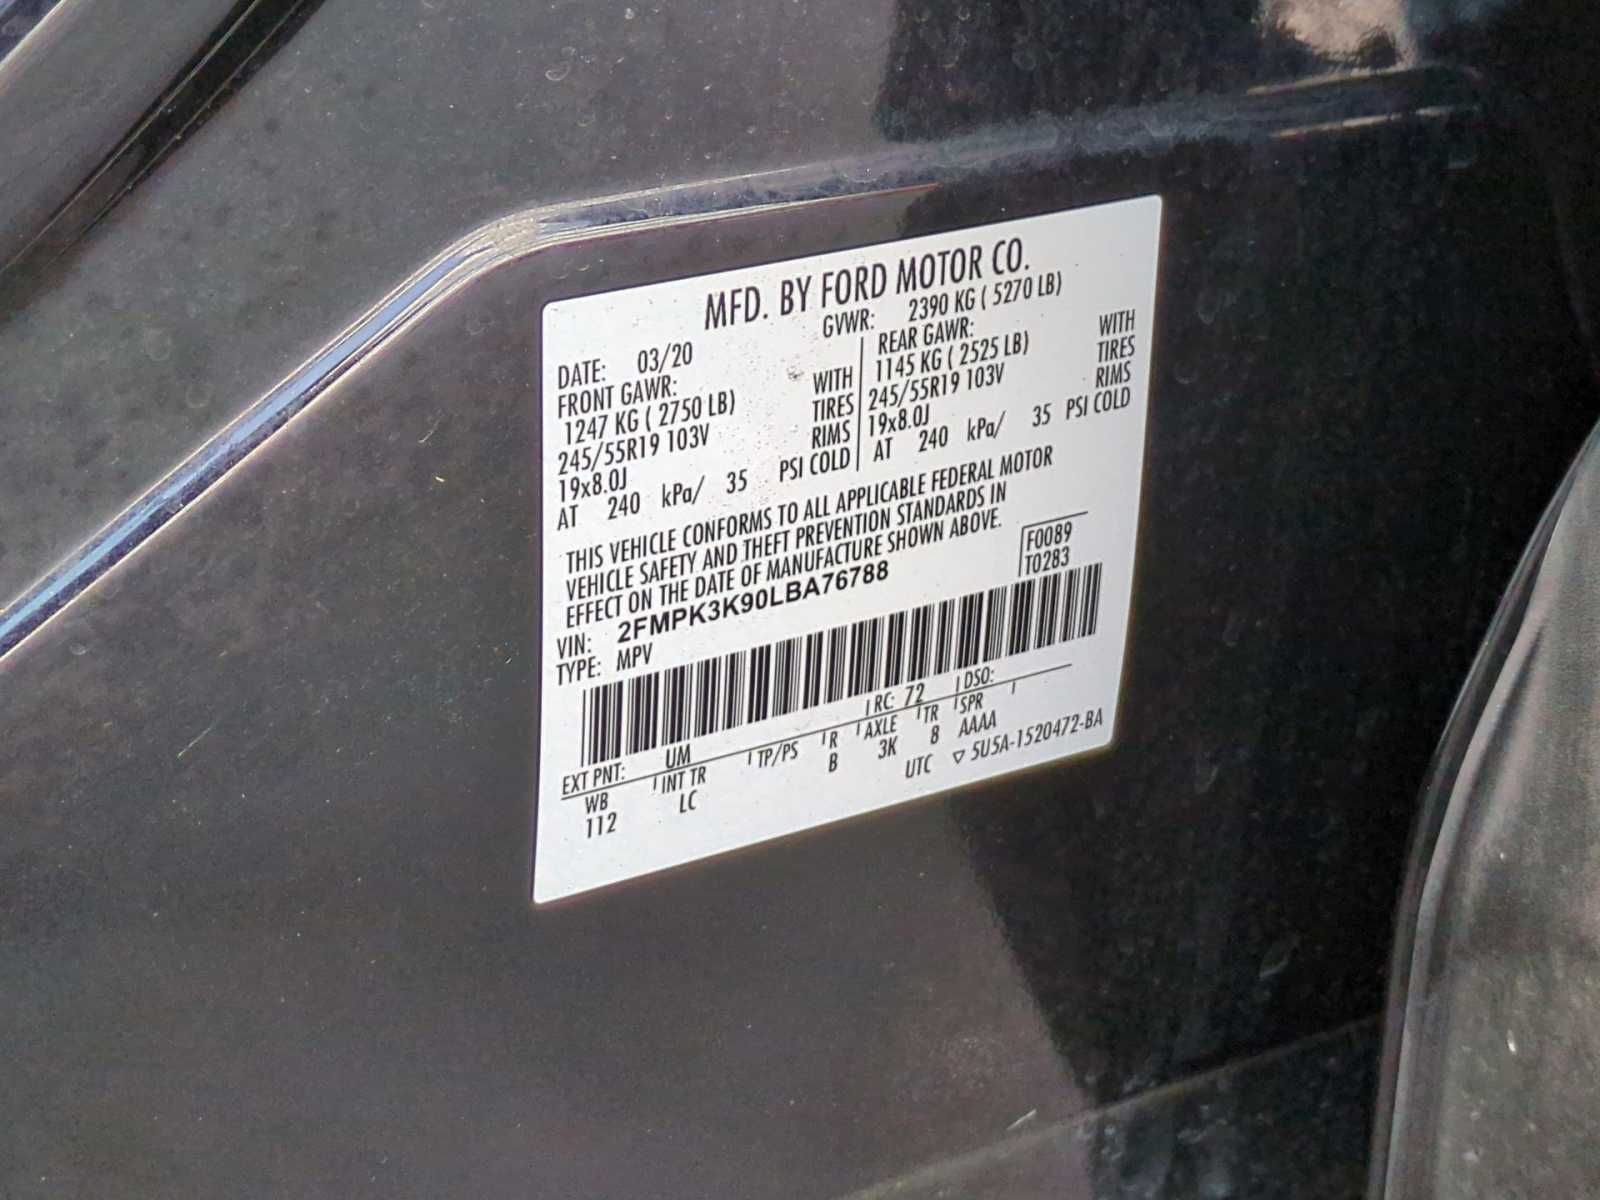 MFD. BY FORD MOTOR CO.
DATE: 03/20
GVWR: 2390 KG ( 5270 LB)
FRONT GAWR:
1247 KG ( 2750 LB) WITH
245/55R19 103V TIRES
19x8.0J RIMS
AT 240 kPa/ 35 PSI COLD
REAR GAWR:
1145 KG ( 2525 LB) WITH
245/55R19 103V TIRES
19x8.0J RIMS
AT 240 kPa/ 35 PSI COLD
THIS VEHICLE CONFORMS TO ALL APPLICABLE FEDERAL MOTOR
VEHICLE SAFETY AND THEFT PREVENTION STANDARDS IN
EFFECT ON THE DATE OF MANUFACTURE SHOWN ABOVE.
VIN: 2FMPK3K90LBA76788
TYPE: MPV
F0089
T0283
EXT PNT: UM RC: 72 DSO:
WB INT TR TP/PS R AXLE TR SPR
112 LC B 3K 8 AAAA
UTC ▽ 5U5A-1520472-BA